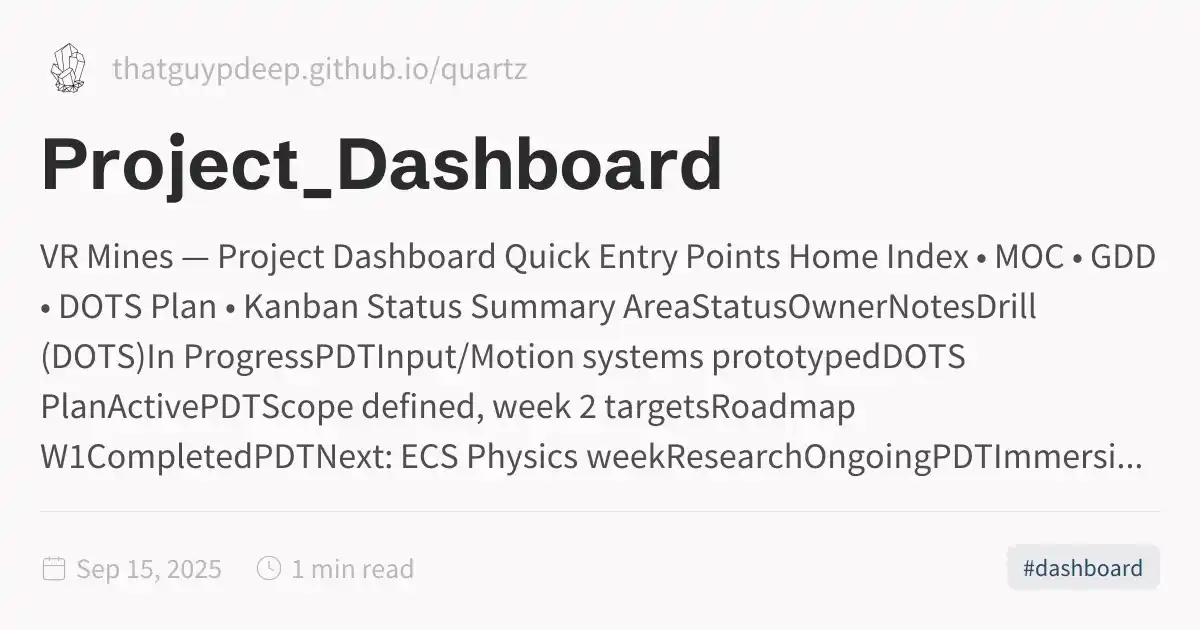 thatguypdeep.github.io/quartz
Project_Dashboard
VR Mines — Project Dashboard Quick Entry Points Home Index • MOC • GDD
• DOTS Plan • Kanban Status Summary AreaStatusOwnerNotesDrill
(DOTS)In ProgressPDTInput/Motion systems prototypedDOTS
PlanActivePDTScope defined, week 2 targetsRoadmap
W1CompletedPDTNext: ECS Physics weekResearchOngoingPDTImmersi...
Sep 15, 2025 1 min read
#dashboard